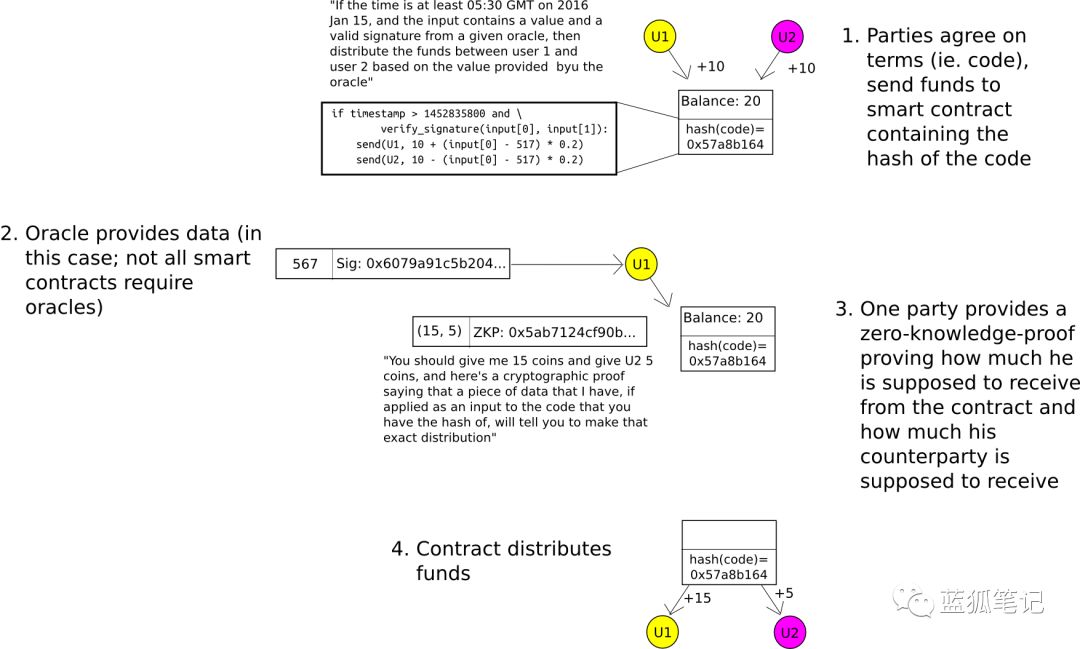 "If the time is at least 05:30 GMT on 2016
Jan 15, and the input contains a value and a
valid signature from a given oracle, then
distribute the funds between user 1 and
user 2 based on the value provided  byu the
oracle"
if timestamp > 1452835800 and \
verify_signature(input[0], input[1]):
send(U1, 10 + (input[0] - 517) * 0.2)
send(U2, 10 - (input[0] - 517) * 0.2)
U1
U2
+10
+10
Balance: 20
hash(code)=
0x57a8b164
1. Parties agree on
terms (ie. code),
send funds to
smart contract
containing the
hash of the code
2. Oracle provides data (in
this case; not all smart
contracts require
oracles)
567
Sig: 0x6079a91c5b204...
U1
(15, 5)
ZKP: 0x5ab7124cf90b...
"You should give me 15 coins and give U2 5
coins, and here's a cryptographic proof
saying that a piece of data that I have, if
applied as an input to the code that you
have the hash of, will tell you to make that
exact distribution"
Balance: 20
hash(code)=
0x57a8b164
3. One party provides a
zero-knowledge-proof
proving how much he
is supposed to receive
from the contract and
how much his
counterparty is
supposed to receive
4. Contract distributes
funds
hash(code)=
0x57a8b164
+15
+5
U1
U2
蓝狐笔记